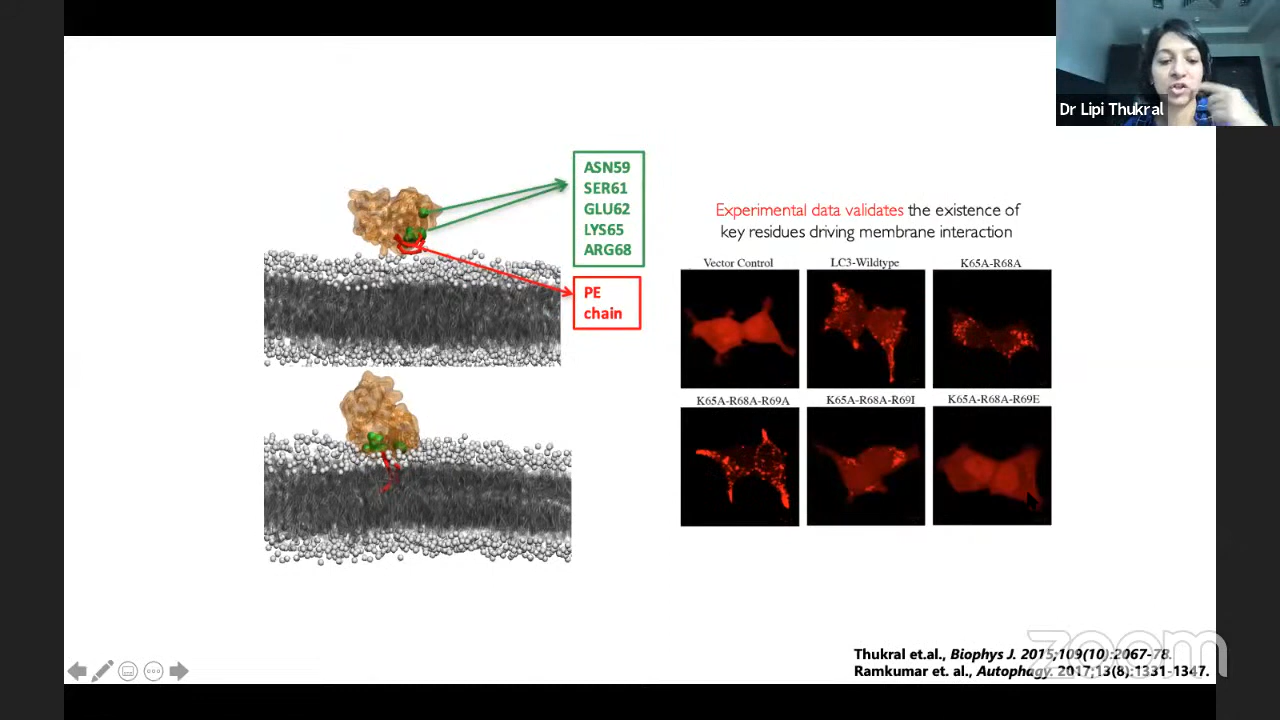 Dr Lipi Thukral
ASN59
SER61
GLU62
LYS65
ARG68
PE
chain
Experimental data validates the existence of
key residues driving membrane interaction
Vector Control
LC3-Wildtype
K65A-R68A
K65A-R68A-R69A
K65A-R68A-R69I
K65A-R68A-R69E
zoom
Thukral et.al., Biophys J. 2015;109(10):2067-78.
Ramkumar et. al., Autophagy. 2017;13(8):1331-1347.